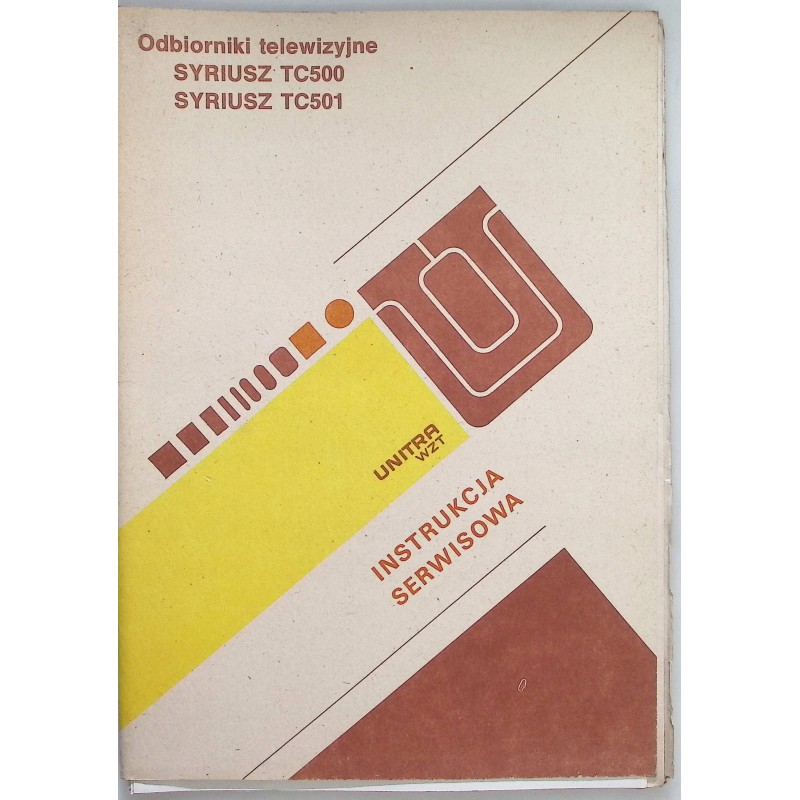 Odbiorniki telewizyjne
SYRIUSZ TC500
SYRIUSZ TC501
UNITRA
WZT
INSTRUKCJA
SERWISOWA